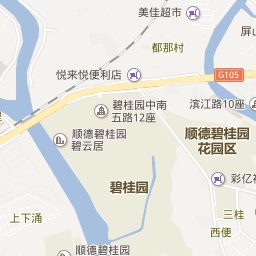 美佳超市
都那村
屏山
悦来悦便利店
G105
碧桂园中南
五路12座
滨江路10座
顺德碧桂园
碧云居
顺德碧桂园
花园区
碧桂园
彩亿
上下涌
三桂
西便
顺德碧桂园